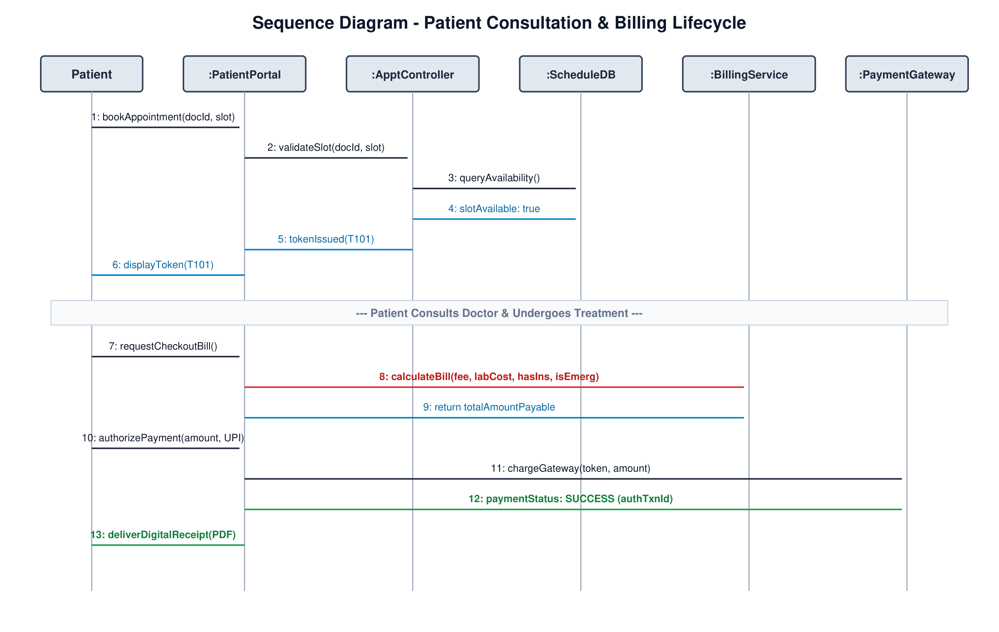 Sequence Diagram - Patient Consultation & Billing Lifecycle
Patient
:PatientPortal
:ApptController
:ScheduleDB
:BillingService
:PaymentGateway
1: bookAppointment(docId, slot)
2: validateSlot(docId, slot)
3: queryAvailability()
4: slotAvailable: true
5: tokenIssued(T101)
6: displayToken(T101)
--- Patient Consults Doctor & Undergoes Treatment ---
7: requestCheckoutBill()
8: calculateBill(fee, labCost, hasIns, isEmerg)
9: return totalAmountPayable
10: authorizePayment(amount, UPI)
11: chargeGateway(token, amount)
12: paymentStatus: SUCCESS (authTxnId)
13: deliverDigitalReceipt(PDF)